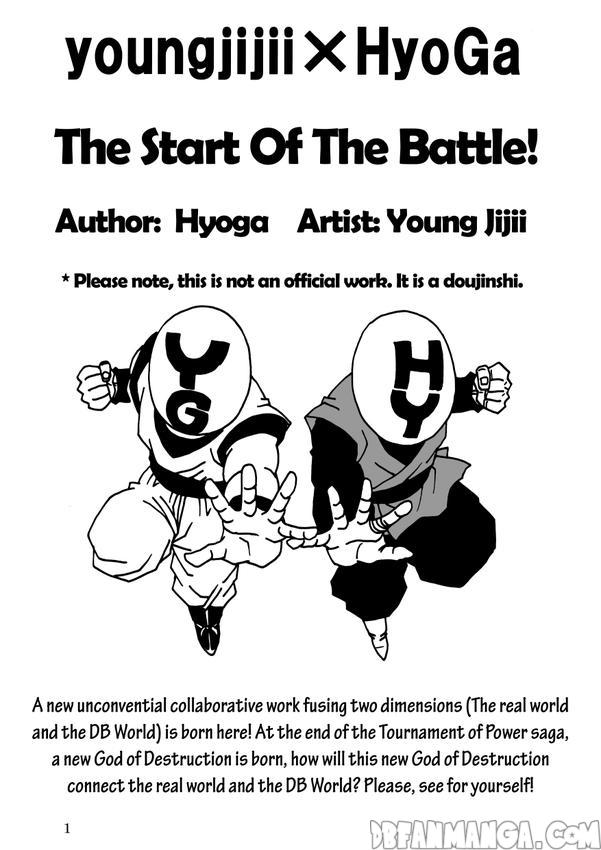 youngjijii×HyoGa
The Start Of The Battle!
Author: Hyoga Artist: Young Jijii
* Please note, this is not an official work. It is a doujinshi.
Y
G
H
Y
A new unconvential collaborative work fusing two dimensions (The real world
and the DB World) is born here! At the end of the Tournament of Power saga,
a new God of Destruction is born, how will this new God of Destruction
connect the real world and the DB World? Please, see for yourself!
1
DBFANMANGA.COM